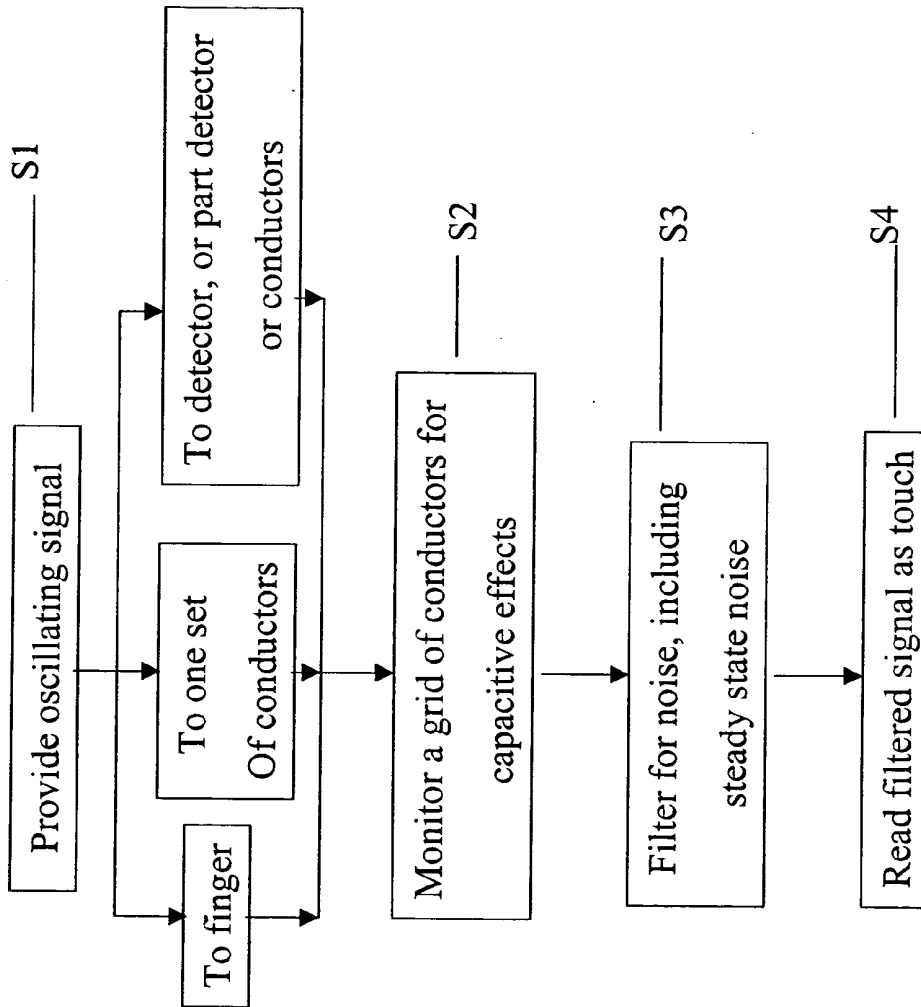 Provide oscillating signal
S1
To finger
To one set
Of conductors
To detector, or part detector
or conductors
Monitor a grid of conductors for
capacitive effects
S2
Filter for noise, including
steady state noise
S3
Read filtered signal as touch
S4